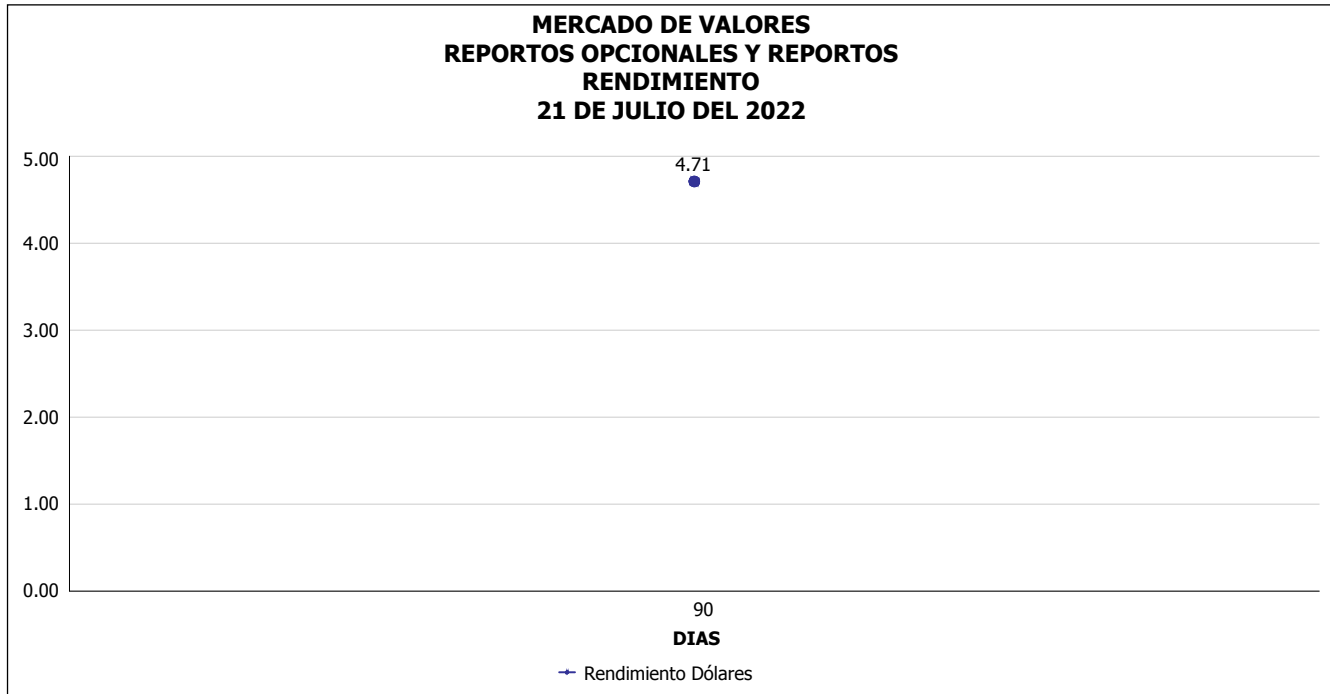 MERCADO DE VALORES
REPORTOS OPCIONALES Y REPORTOS
RENDIMIENTO
21 DE JULIO DEL 2022
5.00
4.71
4.00
3.00
2.00
1.00
0.00
90
DIAS
Rendimiento Dólares